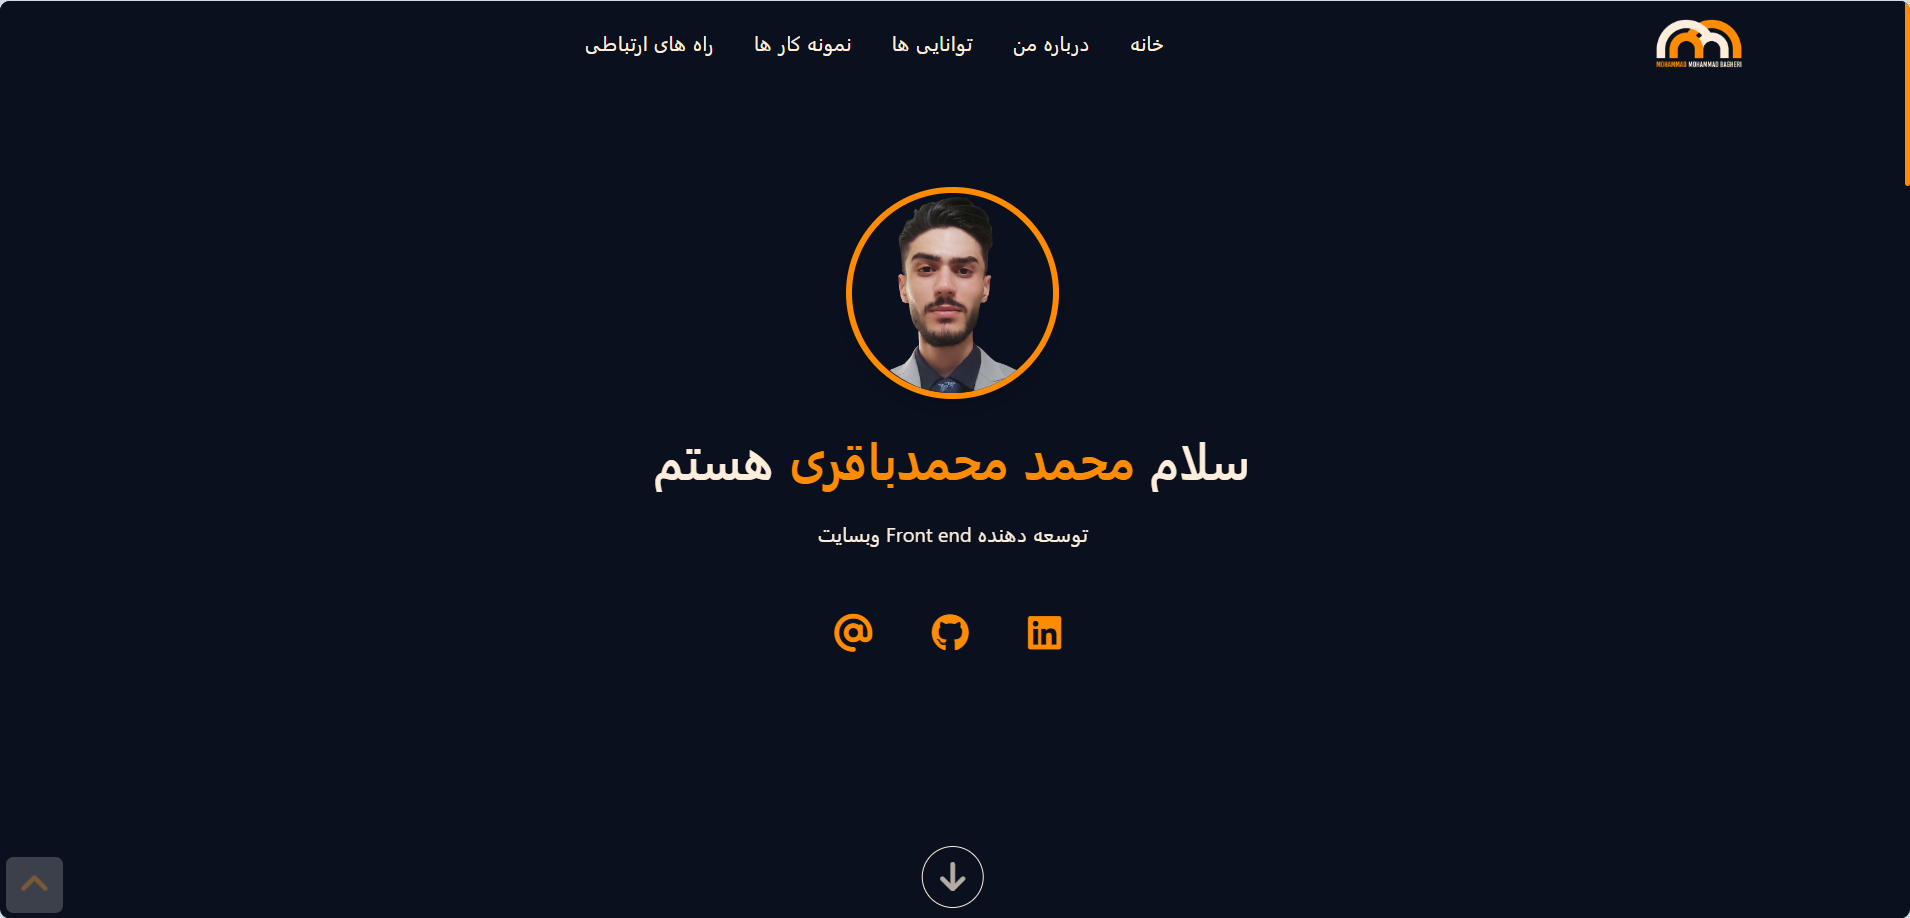 MOHAMMAD MOHAMMAD BAGHERI
خانه درباره من توانایی ها نمونه کار ها راه های ارتباطی
سلام محمد محمدباقری هستم
توسعه دهنده Front end وبسایت